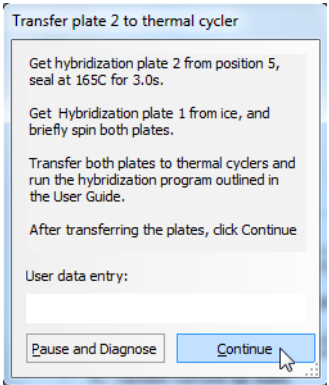 Transfer plate 2 to thermal cycler
Get hybridization plate 2 from position 5,
seal at 165C for 3.0s.
Get Hybridization plate 1 from ice, and
briefly spin both plates.
Transfer both plates to thermal cyclers and
run the hybridization program outlined in
the User Guide.
After transferring the plates, click Continue
User data entry:
Pause and Diagnose
Continue